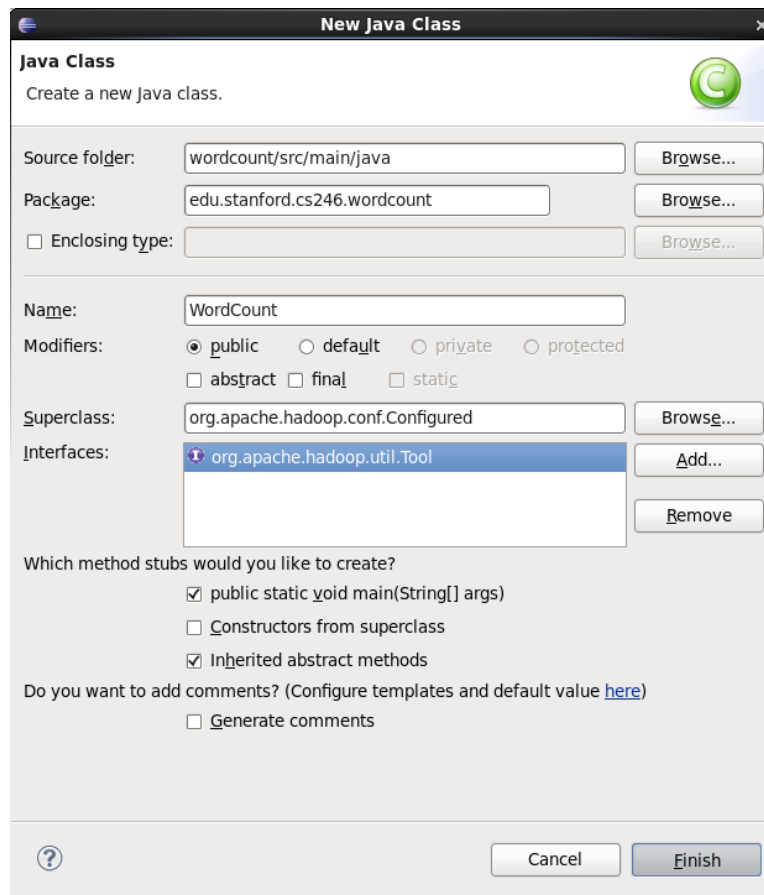 New Java Class
Java Class
Create a new Java class.
C
Source folder: wordcount/src/main/java Browse...
Package: edu.stanford.cs246.wordcount Browse...
Enclosing type: Browse...
Name: WordCount
Modifiers: public default private protected
abstract final static
Superclass: org.apache.hadoop.conf.Configured Browse...
Interfaces: I org.apache.hadoop.util.Tool Add...
Remove
Which method stubs would you like to create?
public static void main(String[] args)
Constructors from superclass
Inherited abstract methods
Do you want to add comments? (Configure templates and default value here)
Generate comments
? Cancel Finish